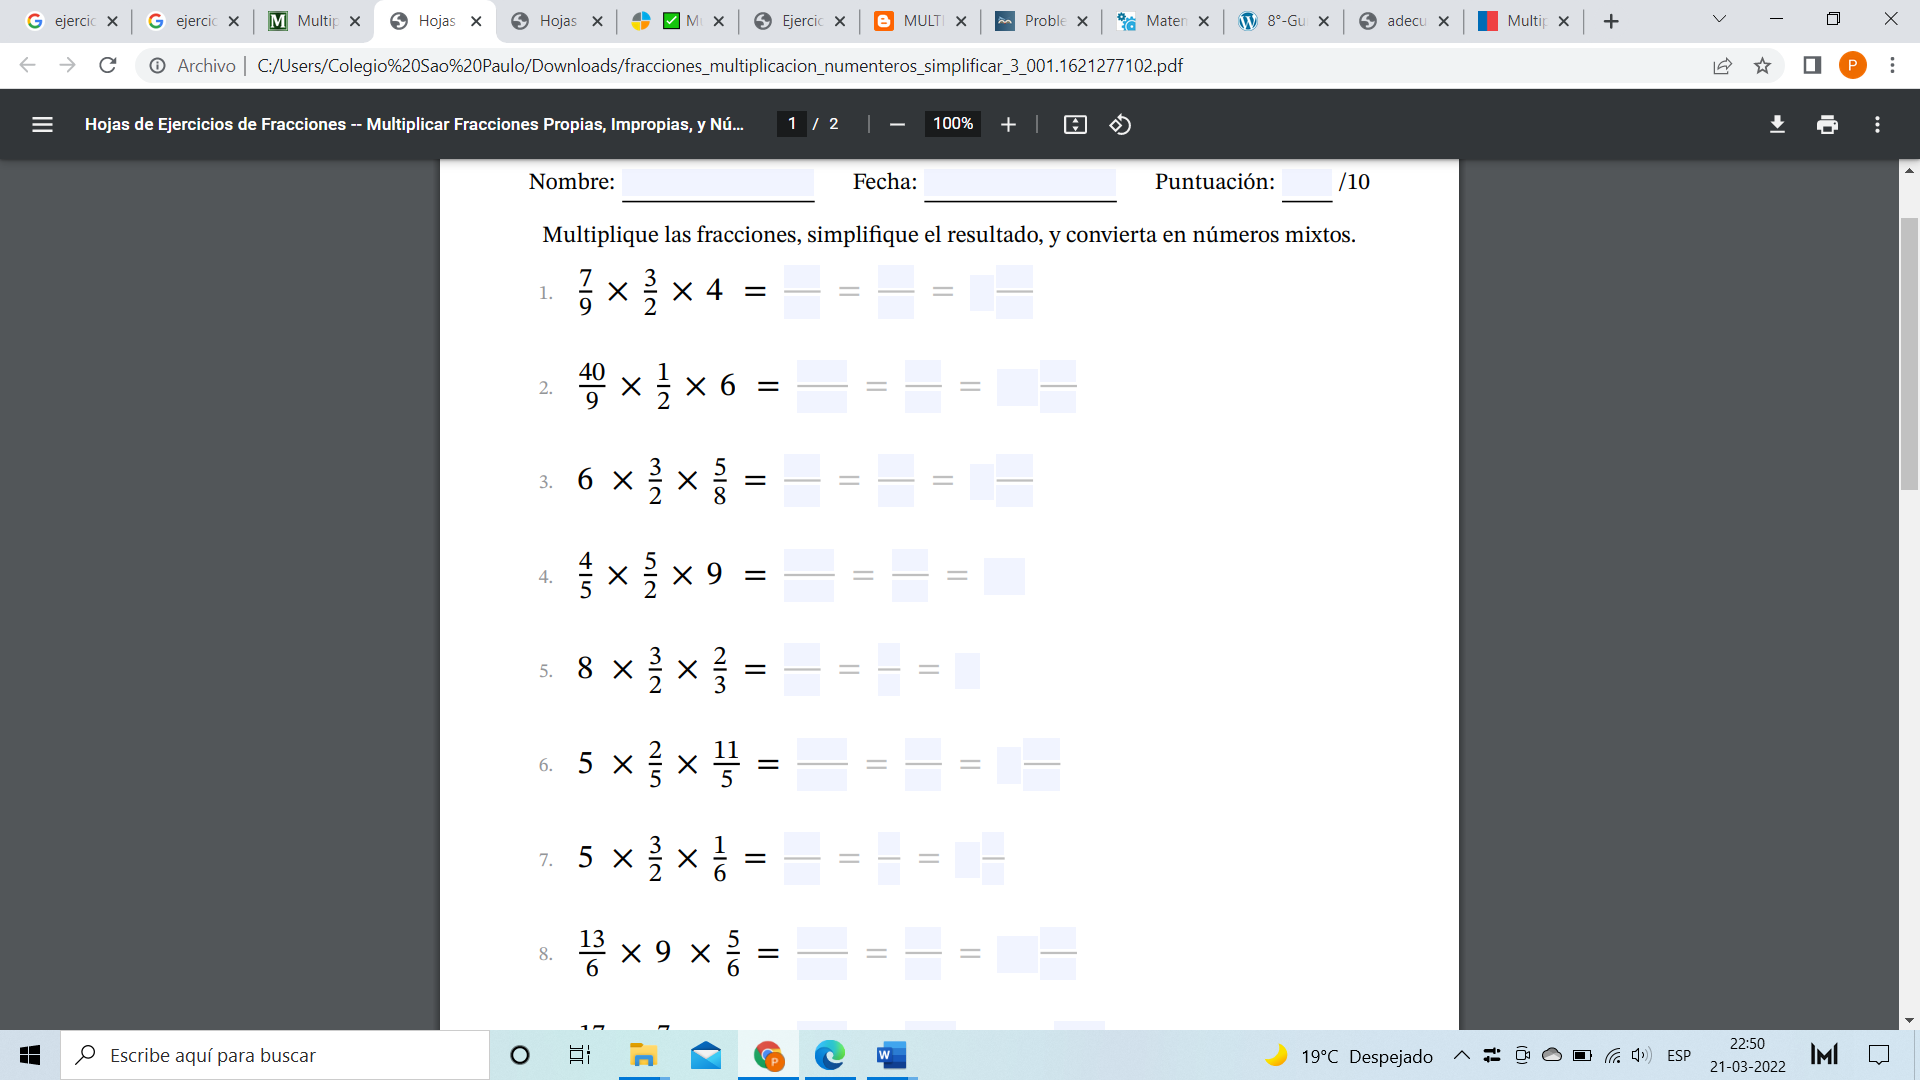 ejercic ejercic Multip Hojas Hojas ✅ Mu Ejercic MULTI Proble Matem 8°-Gu adecu Multip
Archivo | C:/Users/Colegio%20Sao%20Paulo/Downloads/fracciones_multiplicacion_numenteros_simplificar_3_001.1621277102.pdf P
Hojas de Ejercicios de Fracciones -- Multiplicar Fracciones Propias, Impropias, y Nú... 1 / 2 − 100% +
Nombre: Fecha: Puntuación: /10
Multiplique las fracciones, simplifique el resultado, y convierta en números mixtos.
1. 7/9 × 3/2 × 4 = = =
2. 40/9 × 1/2 × 6 = = =
3. 6 × 3/2 × 5/8 = = =
4. 4/5 × 5/2 × 9 = = =
5. 8 × 3/2 × 2/3 = = =
6. 5 × 2/5 × 11/5 = = =
7. 5 × 3/2 × 1/6 = = =
8. 13/6 × 9 × 5/6 = = =
Escribe aquí para buscar 19°C Despejado ESP 22:50
21-03-2022